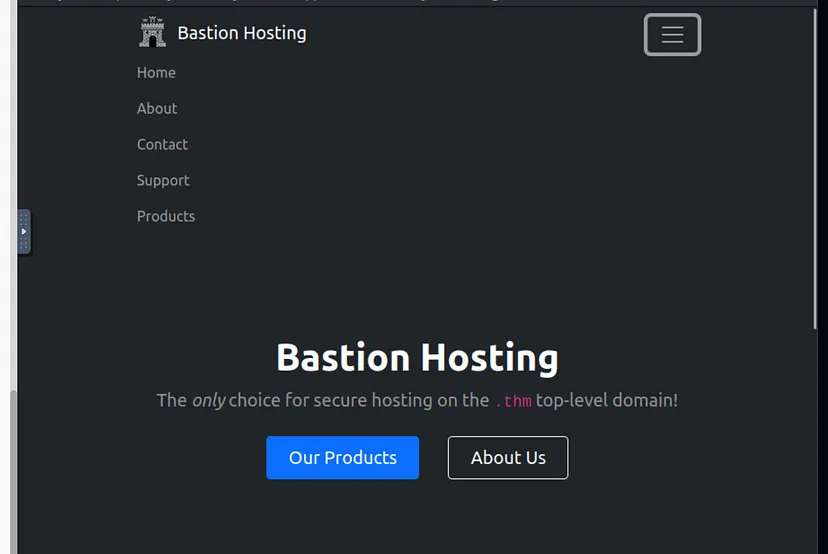 Bastion Hosting
Home
About
Contact
Support
Products
Bastion Hosting
The only choice for secure hosting on the .thm top-level domain!
Our Products
About Us